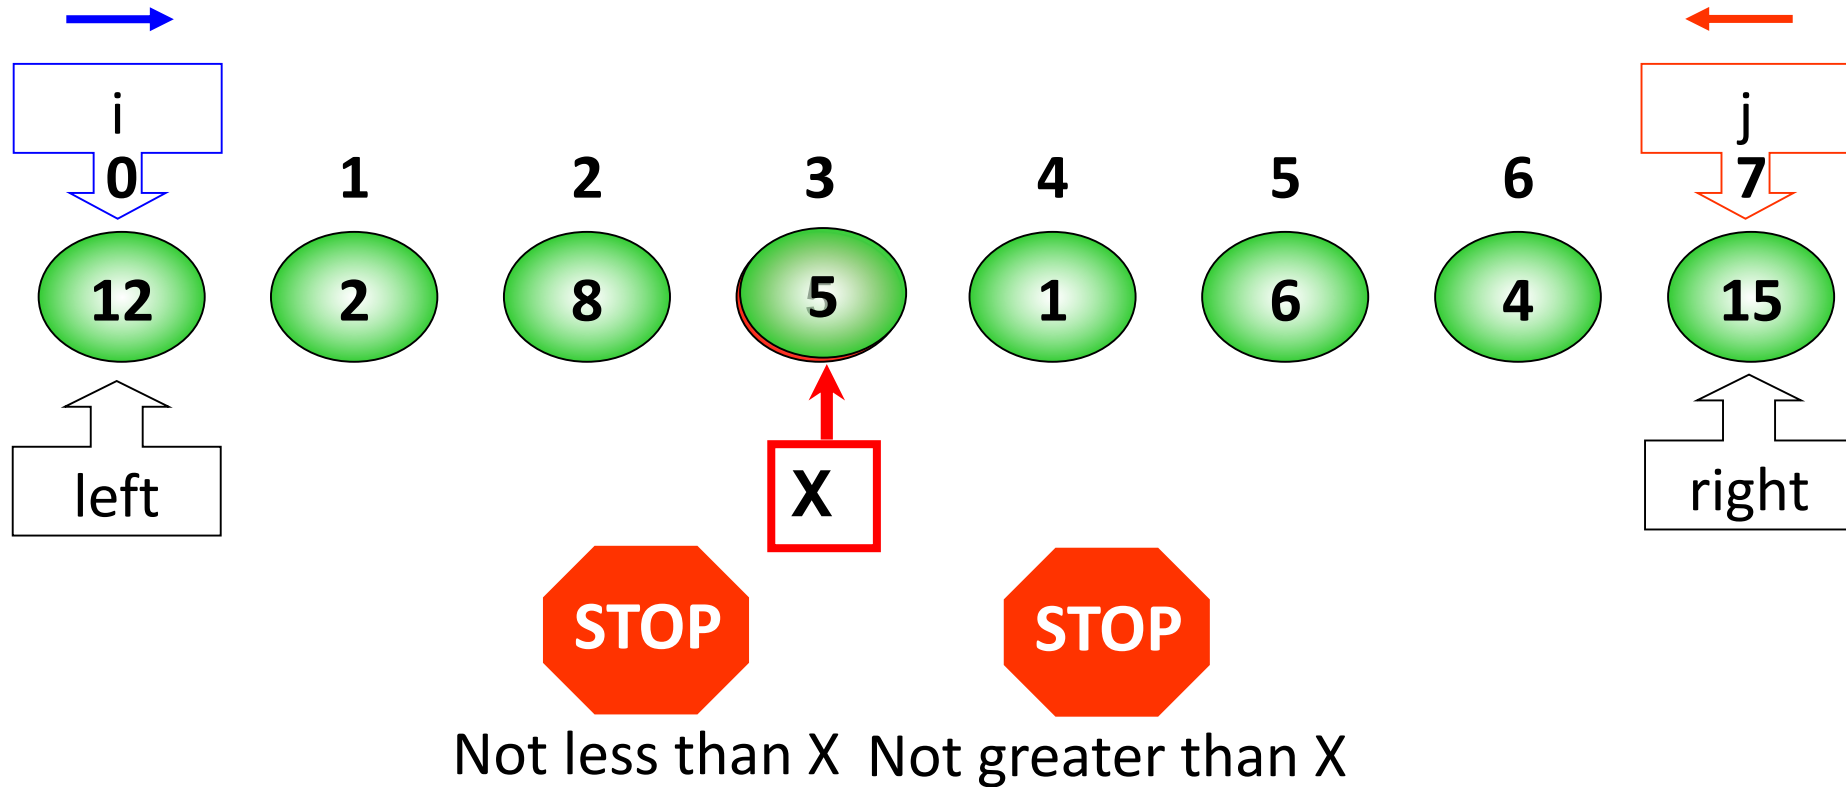 i j
0 1 2 3 4 5 6 7
12 2 8 5 1 6 4 15
left X right
STOP STOP
Not less than X Not greater than X